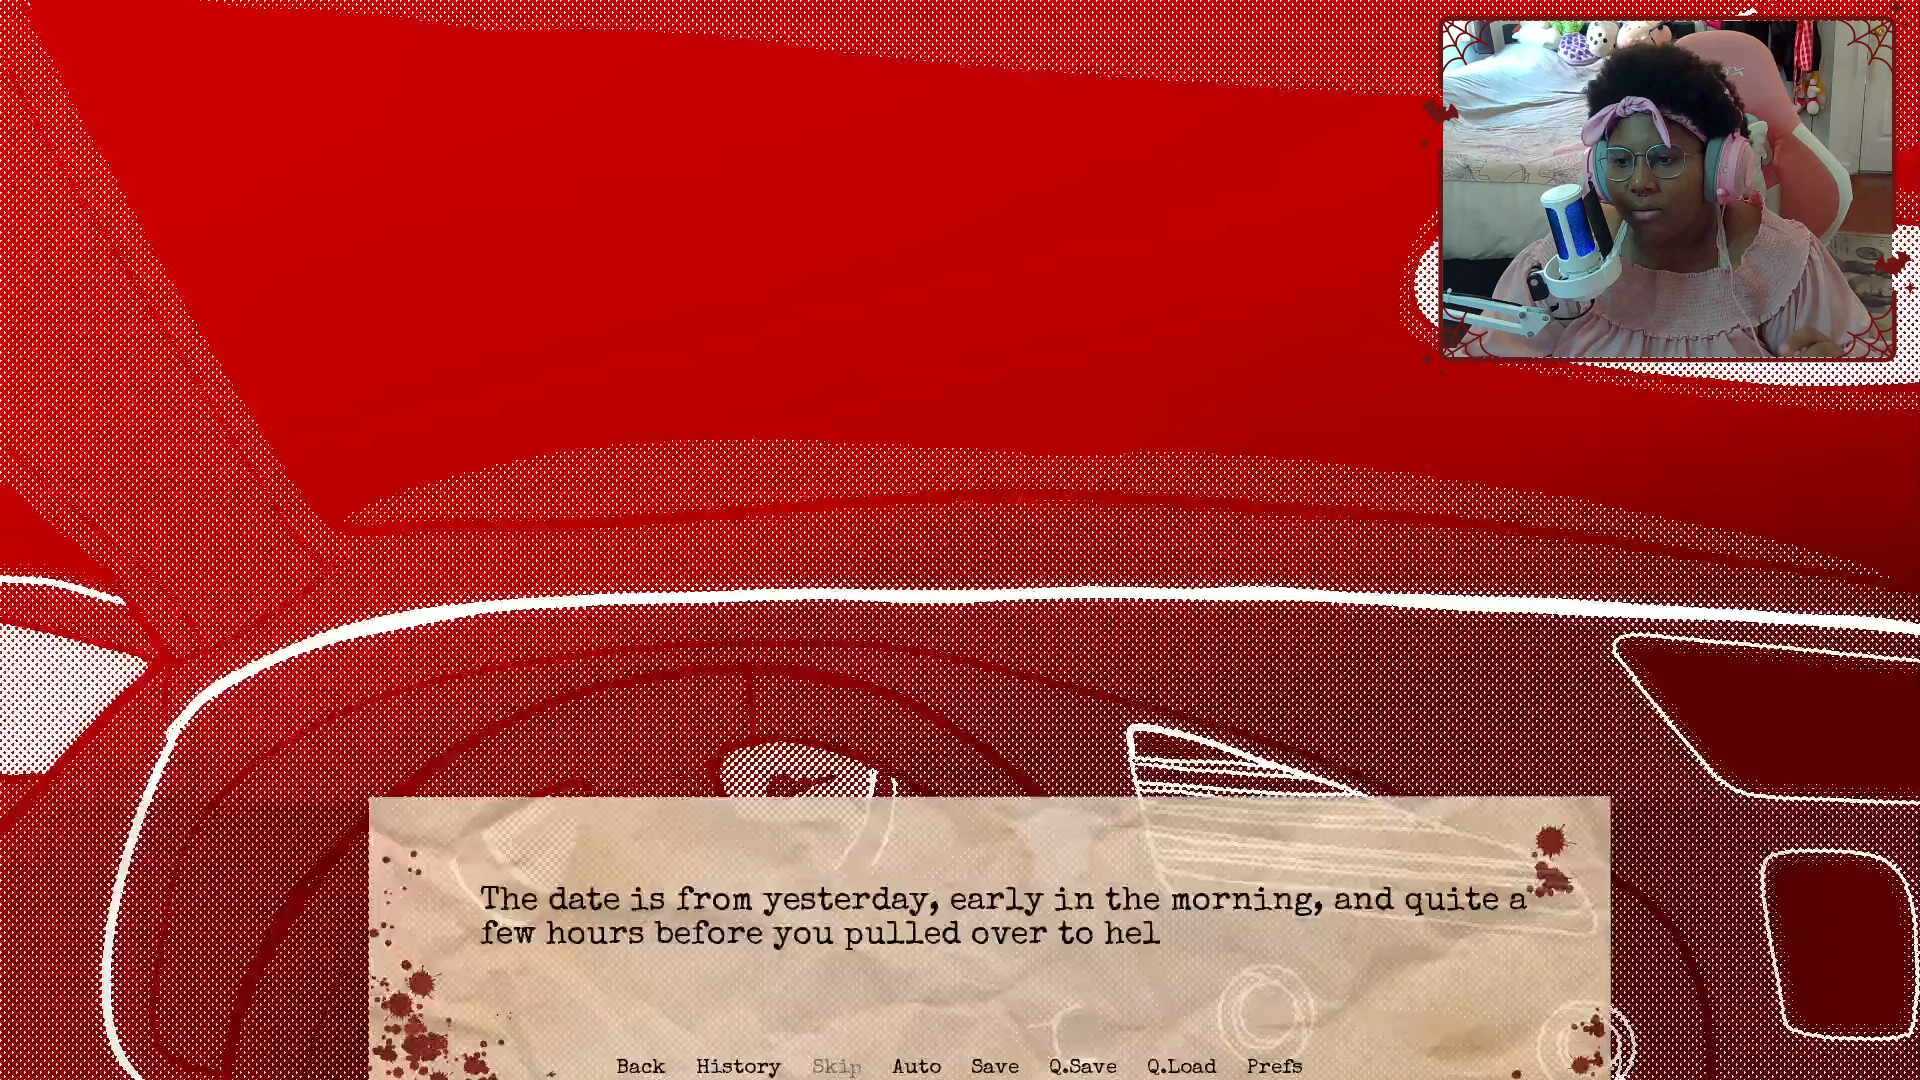 The date is from yesterday, early in the morning, and quite a
few hours before you pulled over to hel
Back History Skip Auto Save Q.Save Q.Load Prefs